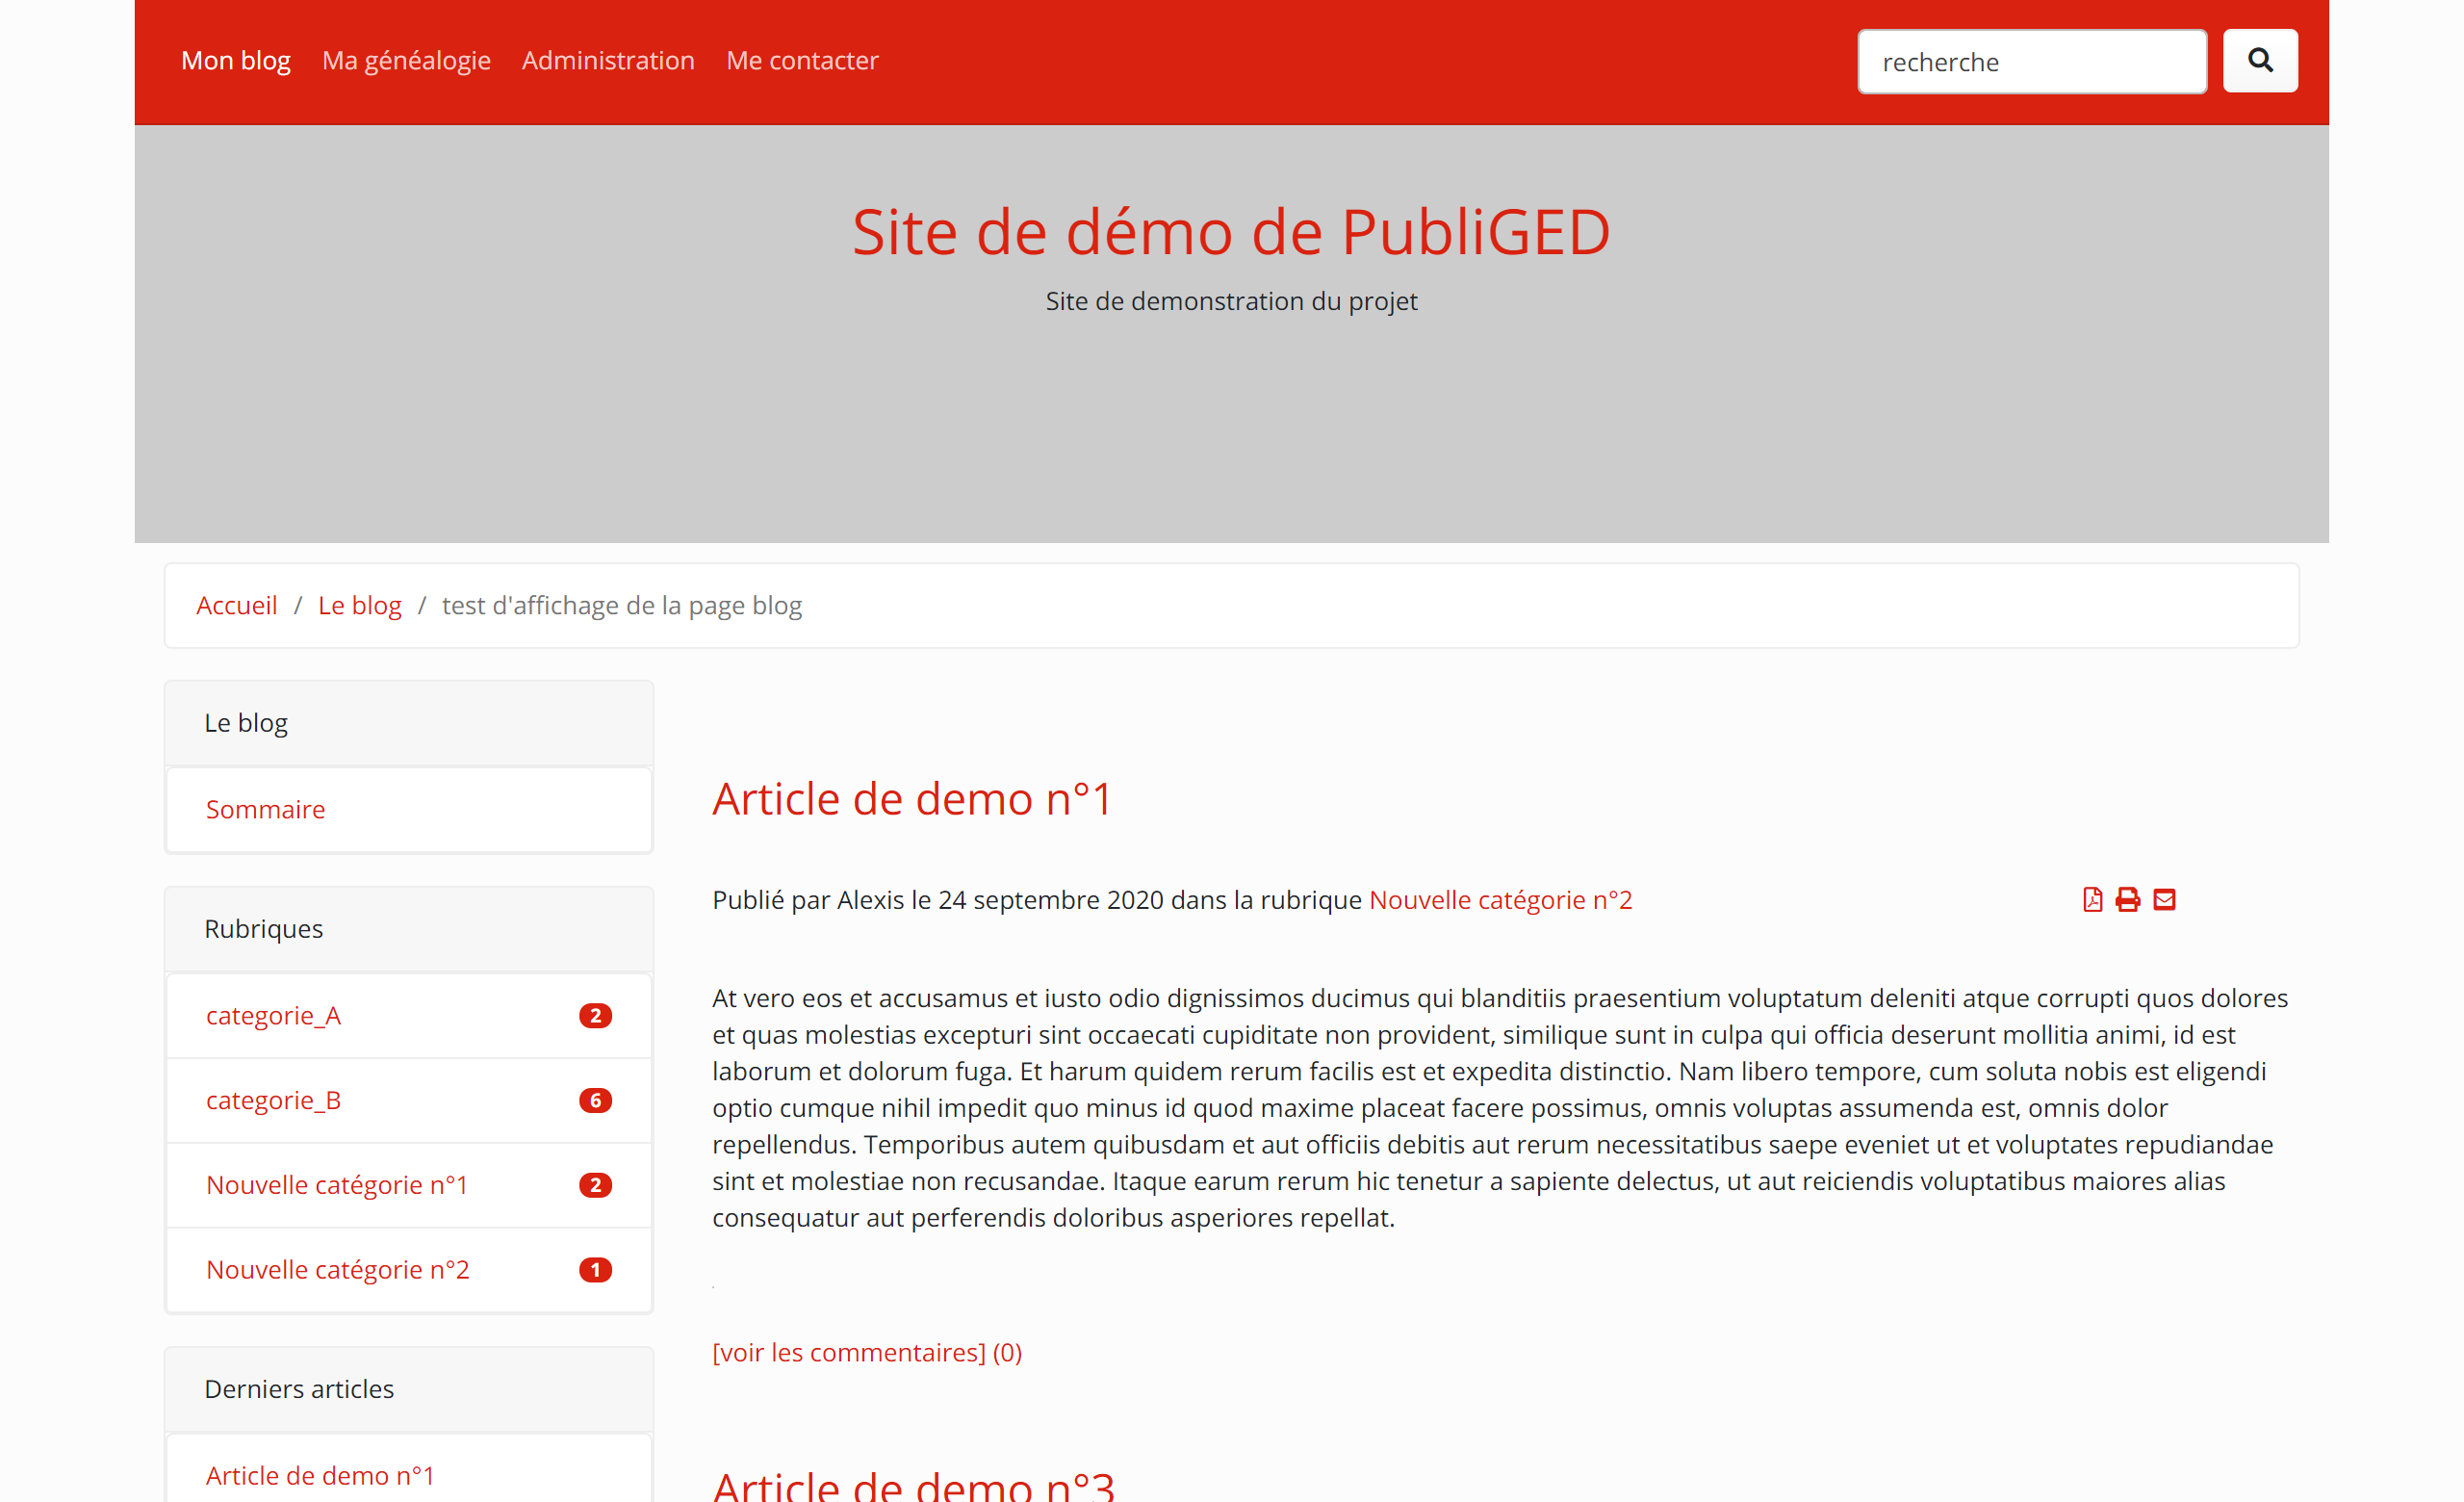 Mon blog Ma généalogie Administration Me contacter recherche
Site de démo de PubliGED
Site de demonstration du projet
Accueil / Le blog / test d'affichage de la page blog
Le blog
Sommaire
Rubriques
categorie_A 2
categorie_B 6
Nouvelle catégorie n°1 2
Nouvelle catégorie n°2 1
Derniers articles
Article de demo n°1
Article de demo n°1
Publié par Alexis le 24 septembre 2020 dans la rubrique Nouvelle catégorie n°2
At vero eos et accusamus et iusto odio dignissimos ducimus qui blanditiis praesentium voluptatum deleniti atque corrupti quos dolores
et quas molestias excepturi sint occaecati cupiditate non provident, similique sunt in culpa qui officia deserunt mollitia animi, id est
laborum et dolorum fuga. Et harum quidem rerum facilis est et expedita distinctio. Nam libero tempore, cum soluta nobis est eligendi
optio cumque nihil impedit quo minus id quod maxime placeat facere possimus, omnis voluptas assumenda est, omnis dolor
repellendus. Temporibus autem quibusdam et aut officiis debitis aut rerum necessitatibus saepe eveniet ut et voluptates repudiandae
sint et molestiae non recusandae. Itaque earum rerum hic tenetur a sapiente delectus, ut aut reiciendis voluptatibus maiores alias
consequatur aut perferendis doloribus asperiores repellat.
.
[voir les commentaires] (0)
Article de demo n°3